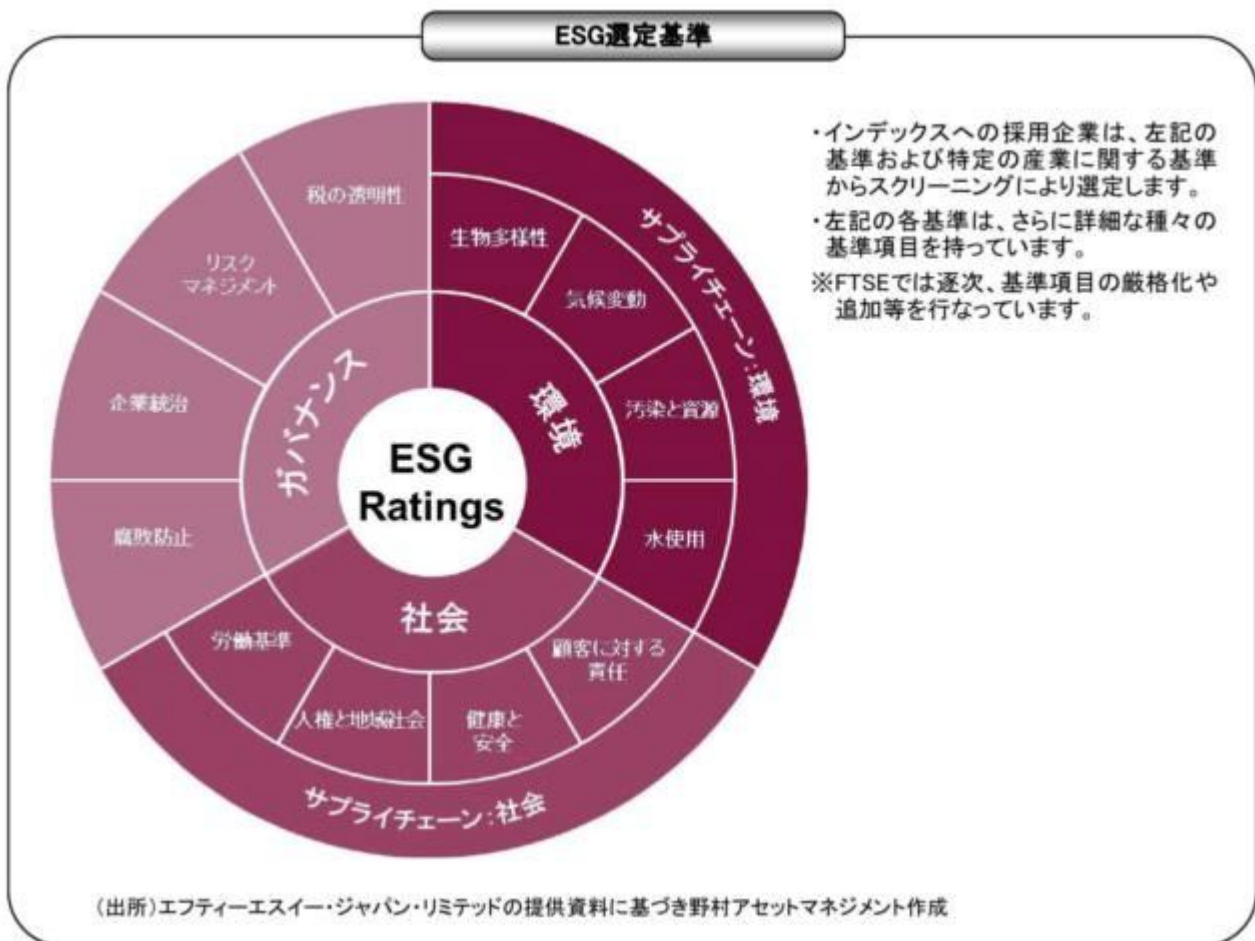 ESG選定基準
税の透明性
リスク
マネジメント
企業統治
腐敗防止
ガバナンス
生物多様性
気候変動
汚染と資源
水使用
環境
サプライチェーン:環境
ESG
Ratings
社会
労働基準
人権と地域社会
健康と
安全
顧客に対する
責任
サプライチェーン:社会
・インデックスへの採用企業は、左記の
基準および特定の産業に関する基準
からスクリーニングにより選定します。
・左記の各基準は、さらに詳細な種々の
基準項目を持っています。
※FTSEでは逐次、基準項目の厳格化や
追加等を行なっています。
(出所)エフティーエスイー・ジャパン・リミテッドの提供資料に基づき野村アセットマネジメント作成